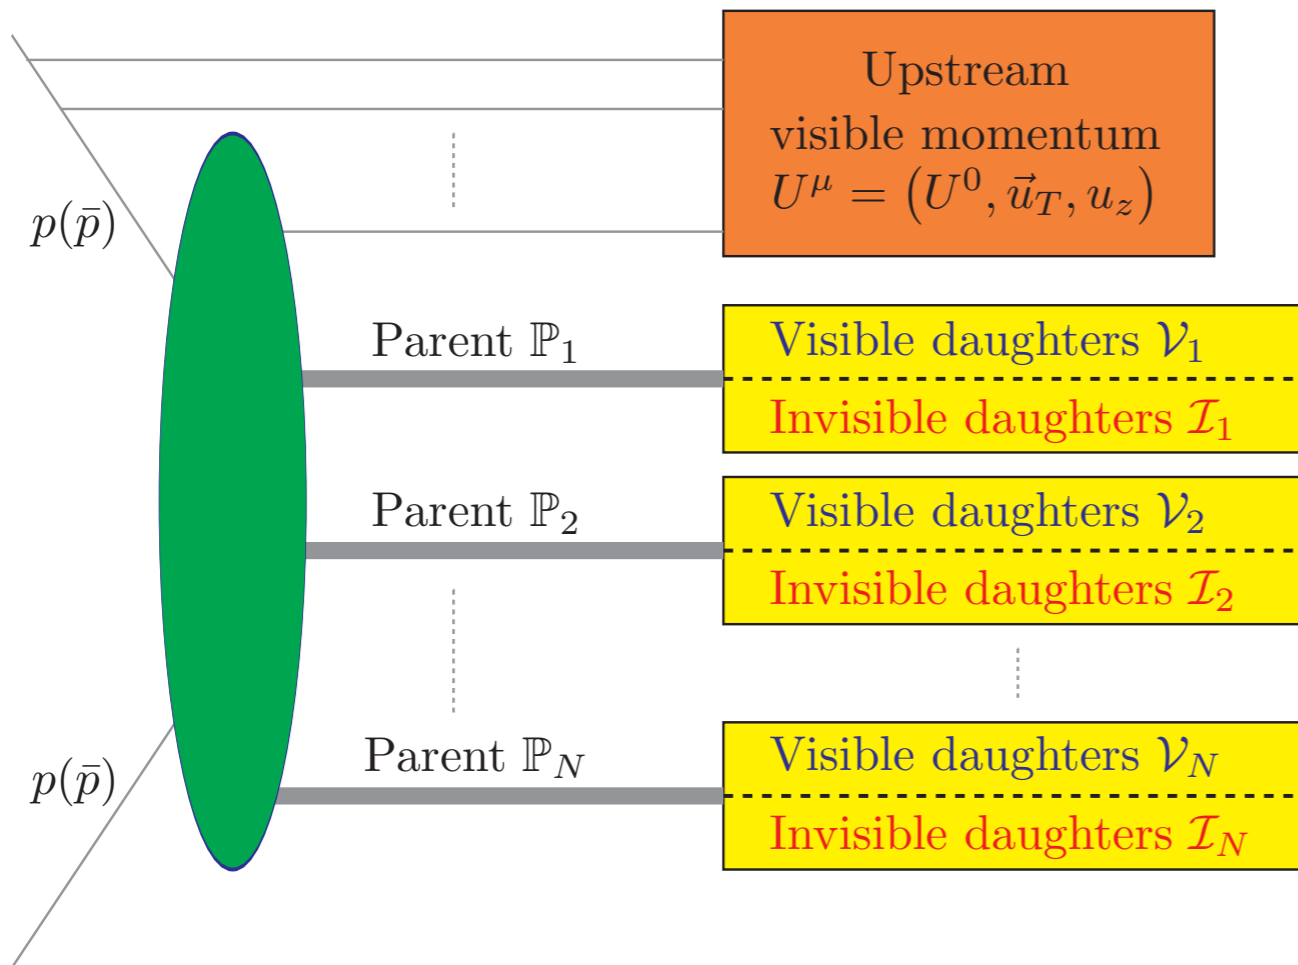 Upstream
visible momentum
U^μ = (U^0, \vec{u}_T, u_z)
p(\bar{p})
Parent ℙ_1
Visible daughters 𝒱_1
Invisible daughters ℐ_1
Parent ℙ_2
Visible daughters 𝒱_2
Invisible daughters ℐ_2
Parent ℙ_N
Visible daughters 𝒱_N
p(\bar{p})
Invisible daughters ℐ_N